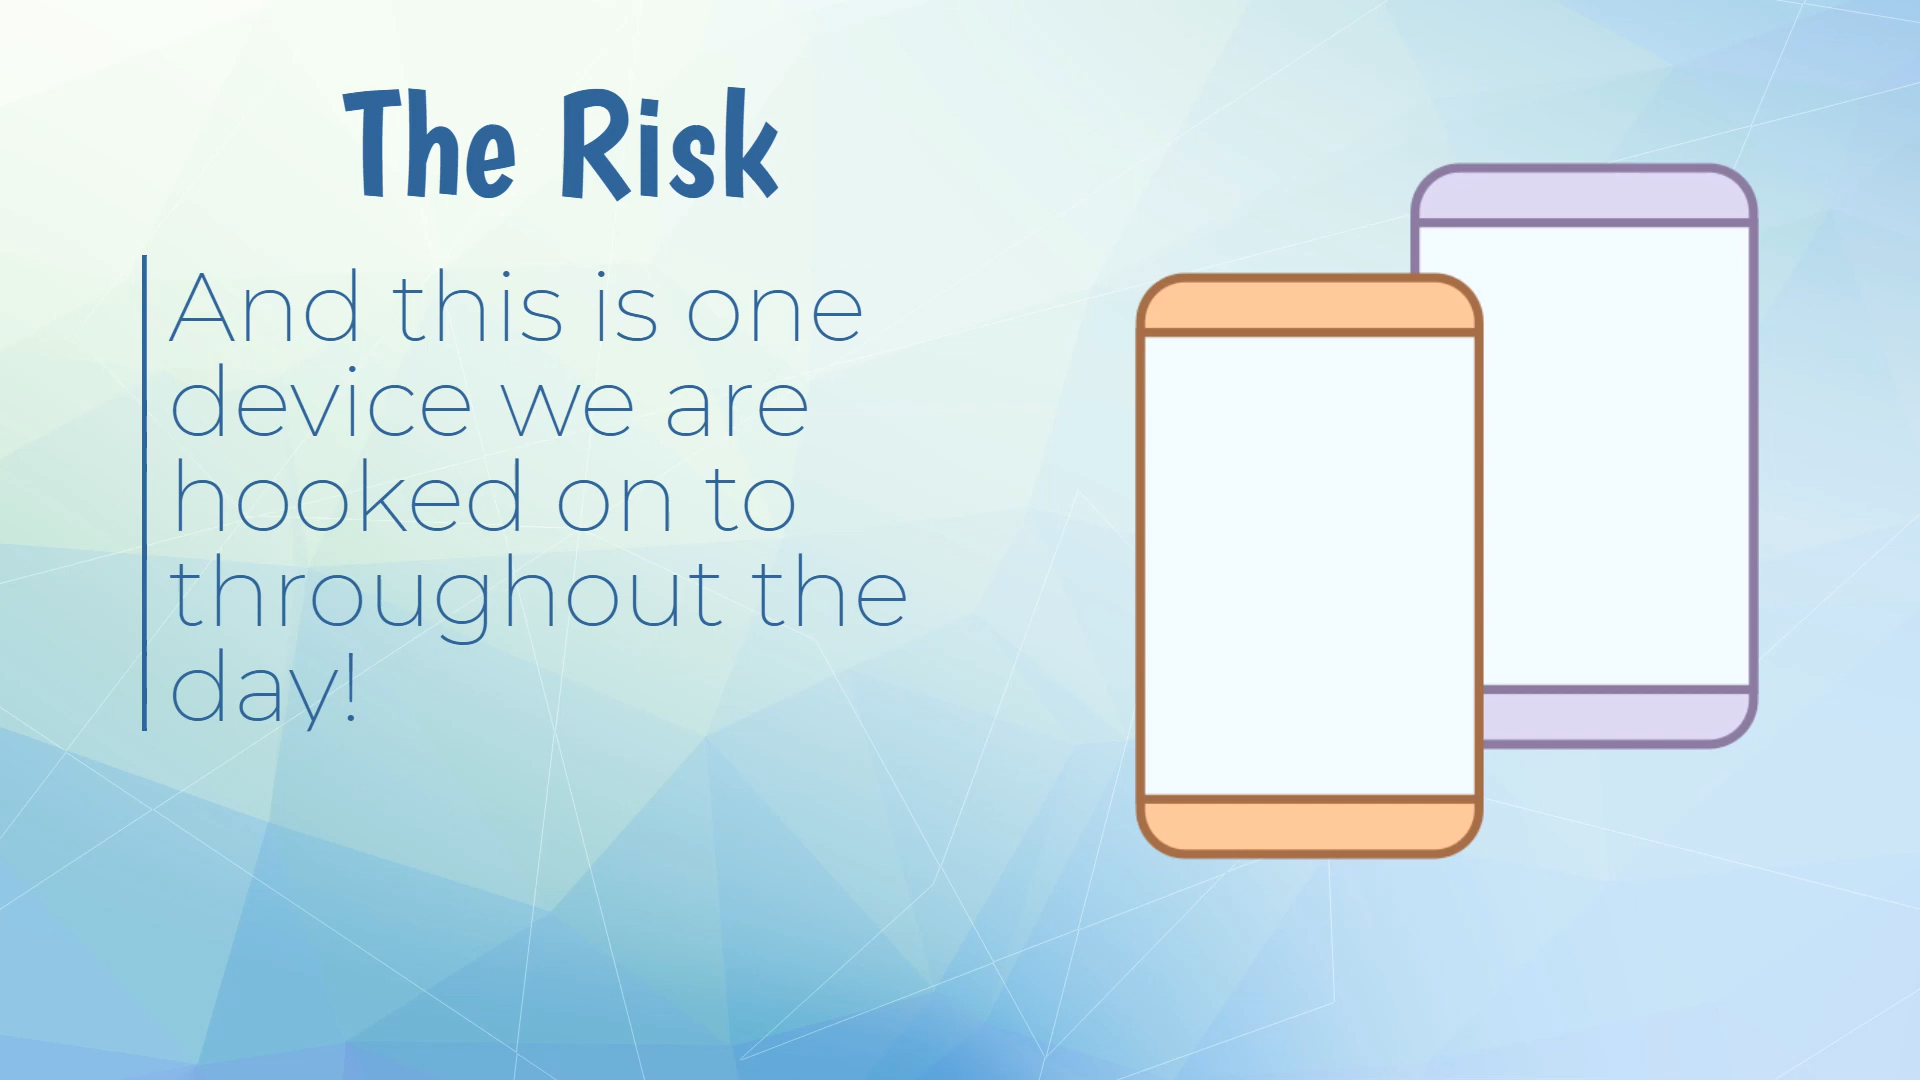 The Risk
And this is one
device we are
hooked on to
throughout the
day!